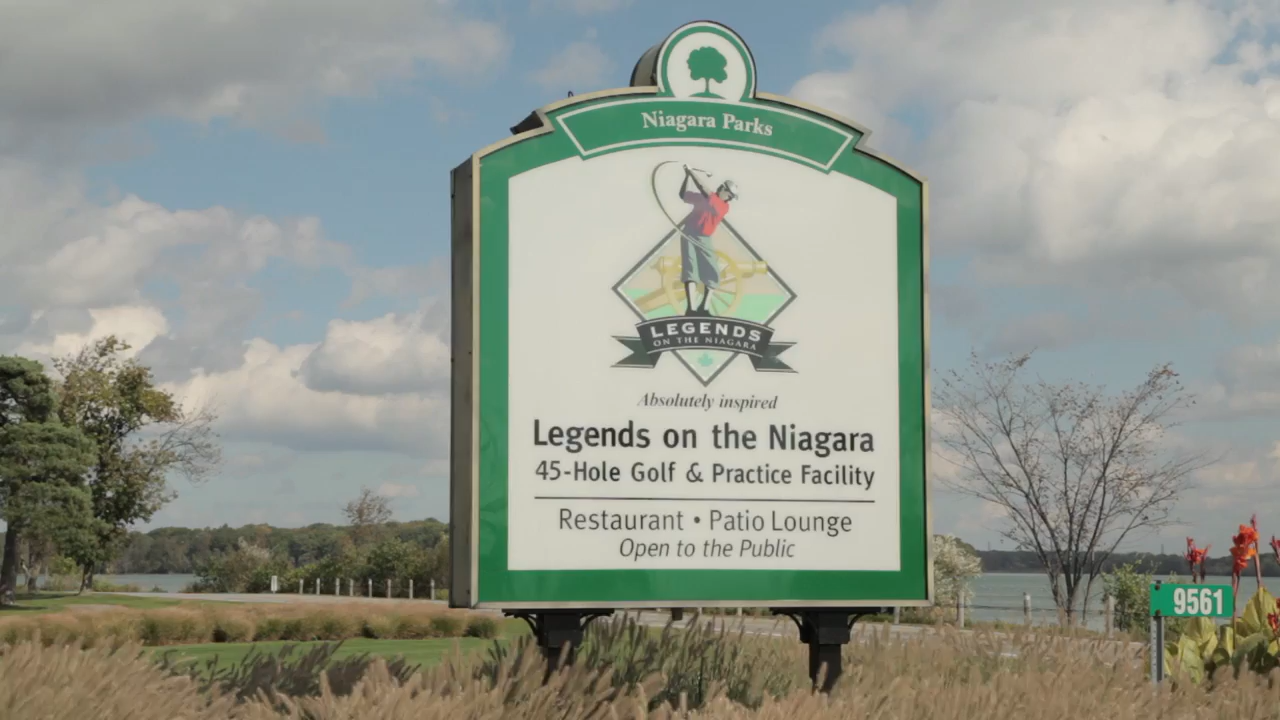 Niagara Parks
LEGENDS
ON THE NIAGARA
Absolutely inspired
Legends on the Niagara
45-Hole Golf & Practice Facility
Restaurant • Patio Lounge
Open to the Public
9561